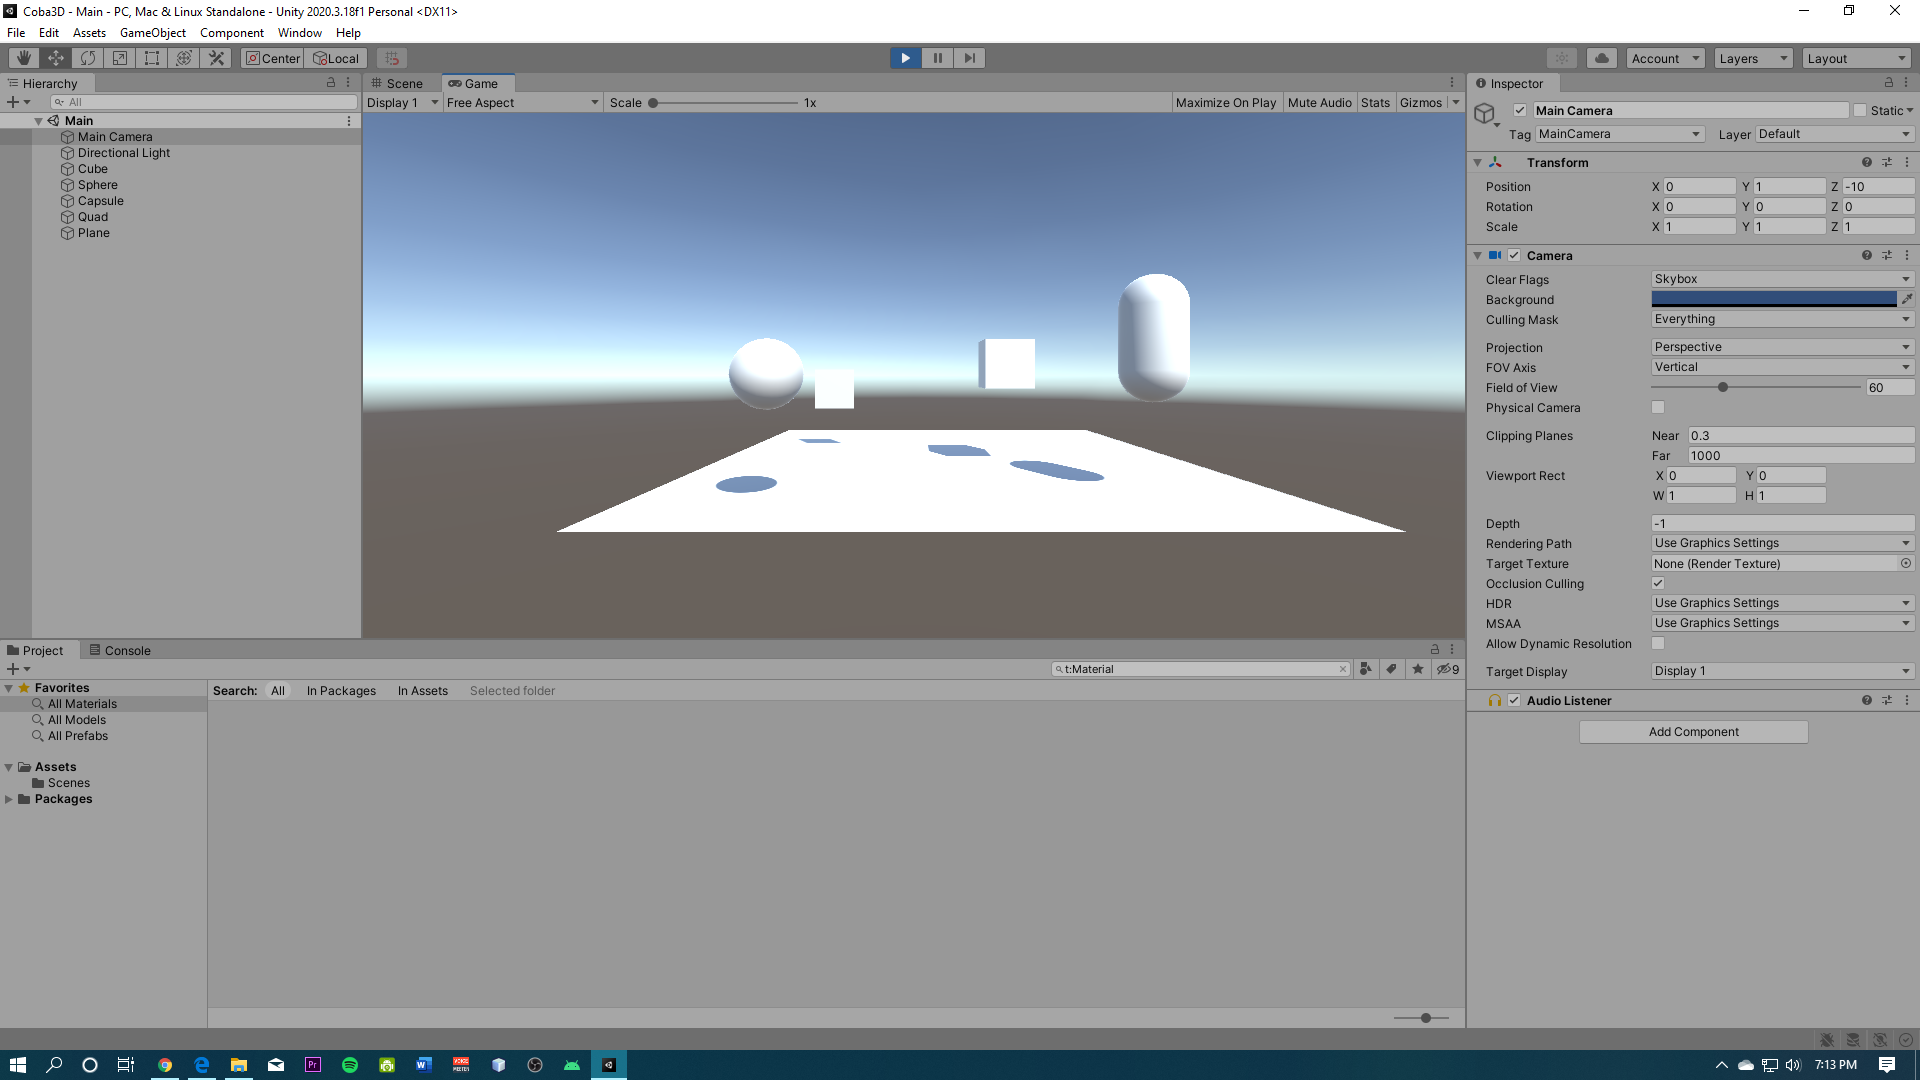 Coba3D - Main - PC, Mac & Linux Standalone - Unity 2020.3.18f1 Personal <DX11>
File Edit Assets GameObject Component Window Help
Center Local Account Layers Layout
Hierarchy
All
Main
Main Camera
Directional Light
Cube
Sphere
Capsule
Quad
Plane
Scene Game
Display 1 Free Aspect Scale 1x Maximize On Play Mute Audio Stats Gizmos
Inspector
Main Camera Static
Tag MainCamera Layer Default
Transform
Position X 0 Y 1 Z -10
Rotation X 0 Y 0 Z 0
Scale X 1 Y 1 Z 1
Camera
Clear Flags Skybox
Background
Culling Mask Everything
Projection Perspective
FOV Axis Vertical
Field of View 60
Physical Camera
Clipping Planes Near 0.3
Far 1000
Viewport Rect X 0 Y 0
W 1 H 1
Depth -1
Rendering Path Use Graphics Settings
Target Texture None (Render Texture)
Occlusion Culling
HDR Use Graphics Settings
MSAA Use Graphics Settings
Allow Dynamic Resolution
Target Display Display 1
Audio Listener
Add Component
Project Console
t:Material 9
Favorites
All Materials
All Models
All Prefabs
Assets
Scenes
Packages
Search: All In Packages In Assets Selected folder
Pr W
7:13 PM